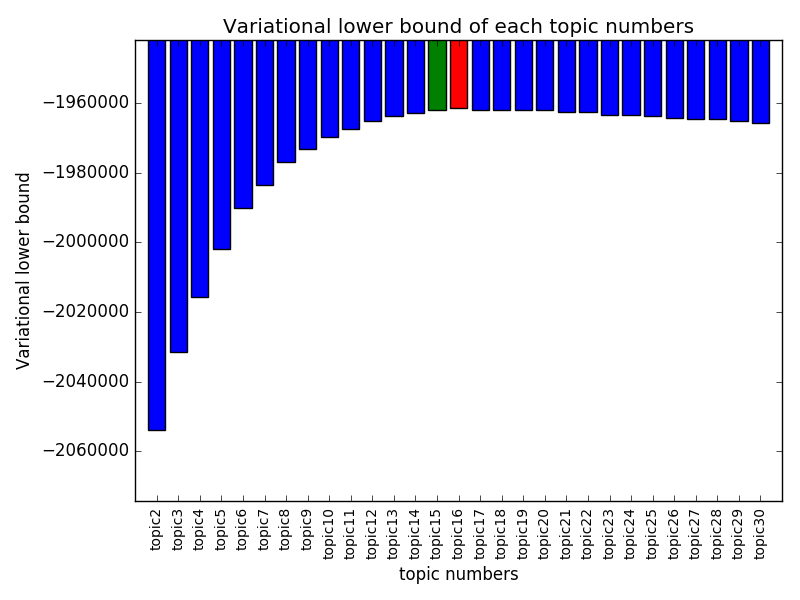 Variational lower bound of each topic numbers
−1960000
−1980000
−2000000
−2020000
−2040000
−2060000
Variational lower bound
topic2
topic3
topic4
topic5
topic6
topic7
topic8
topic9
topic10
topic11
topic12
topic13
topic14
topic15
topic16
topic17
topic18
topic19
topic20
topic21
topic22
topic23
topic24
topic25
topic26
topic27
topic28
topic29
topic30
topic numbers